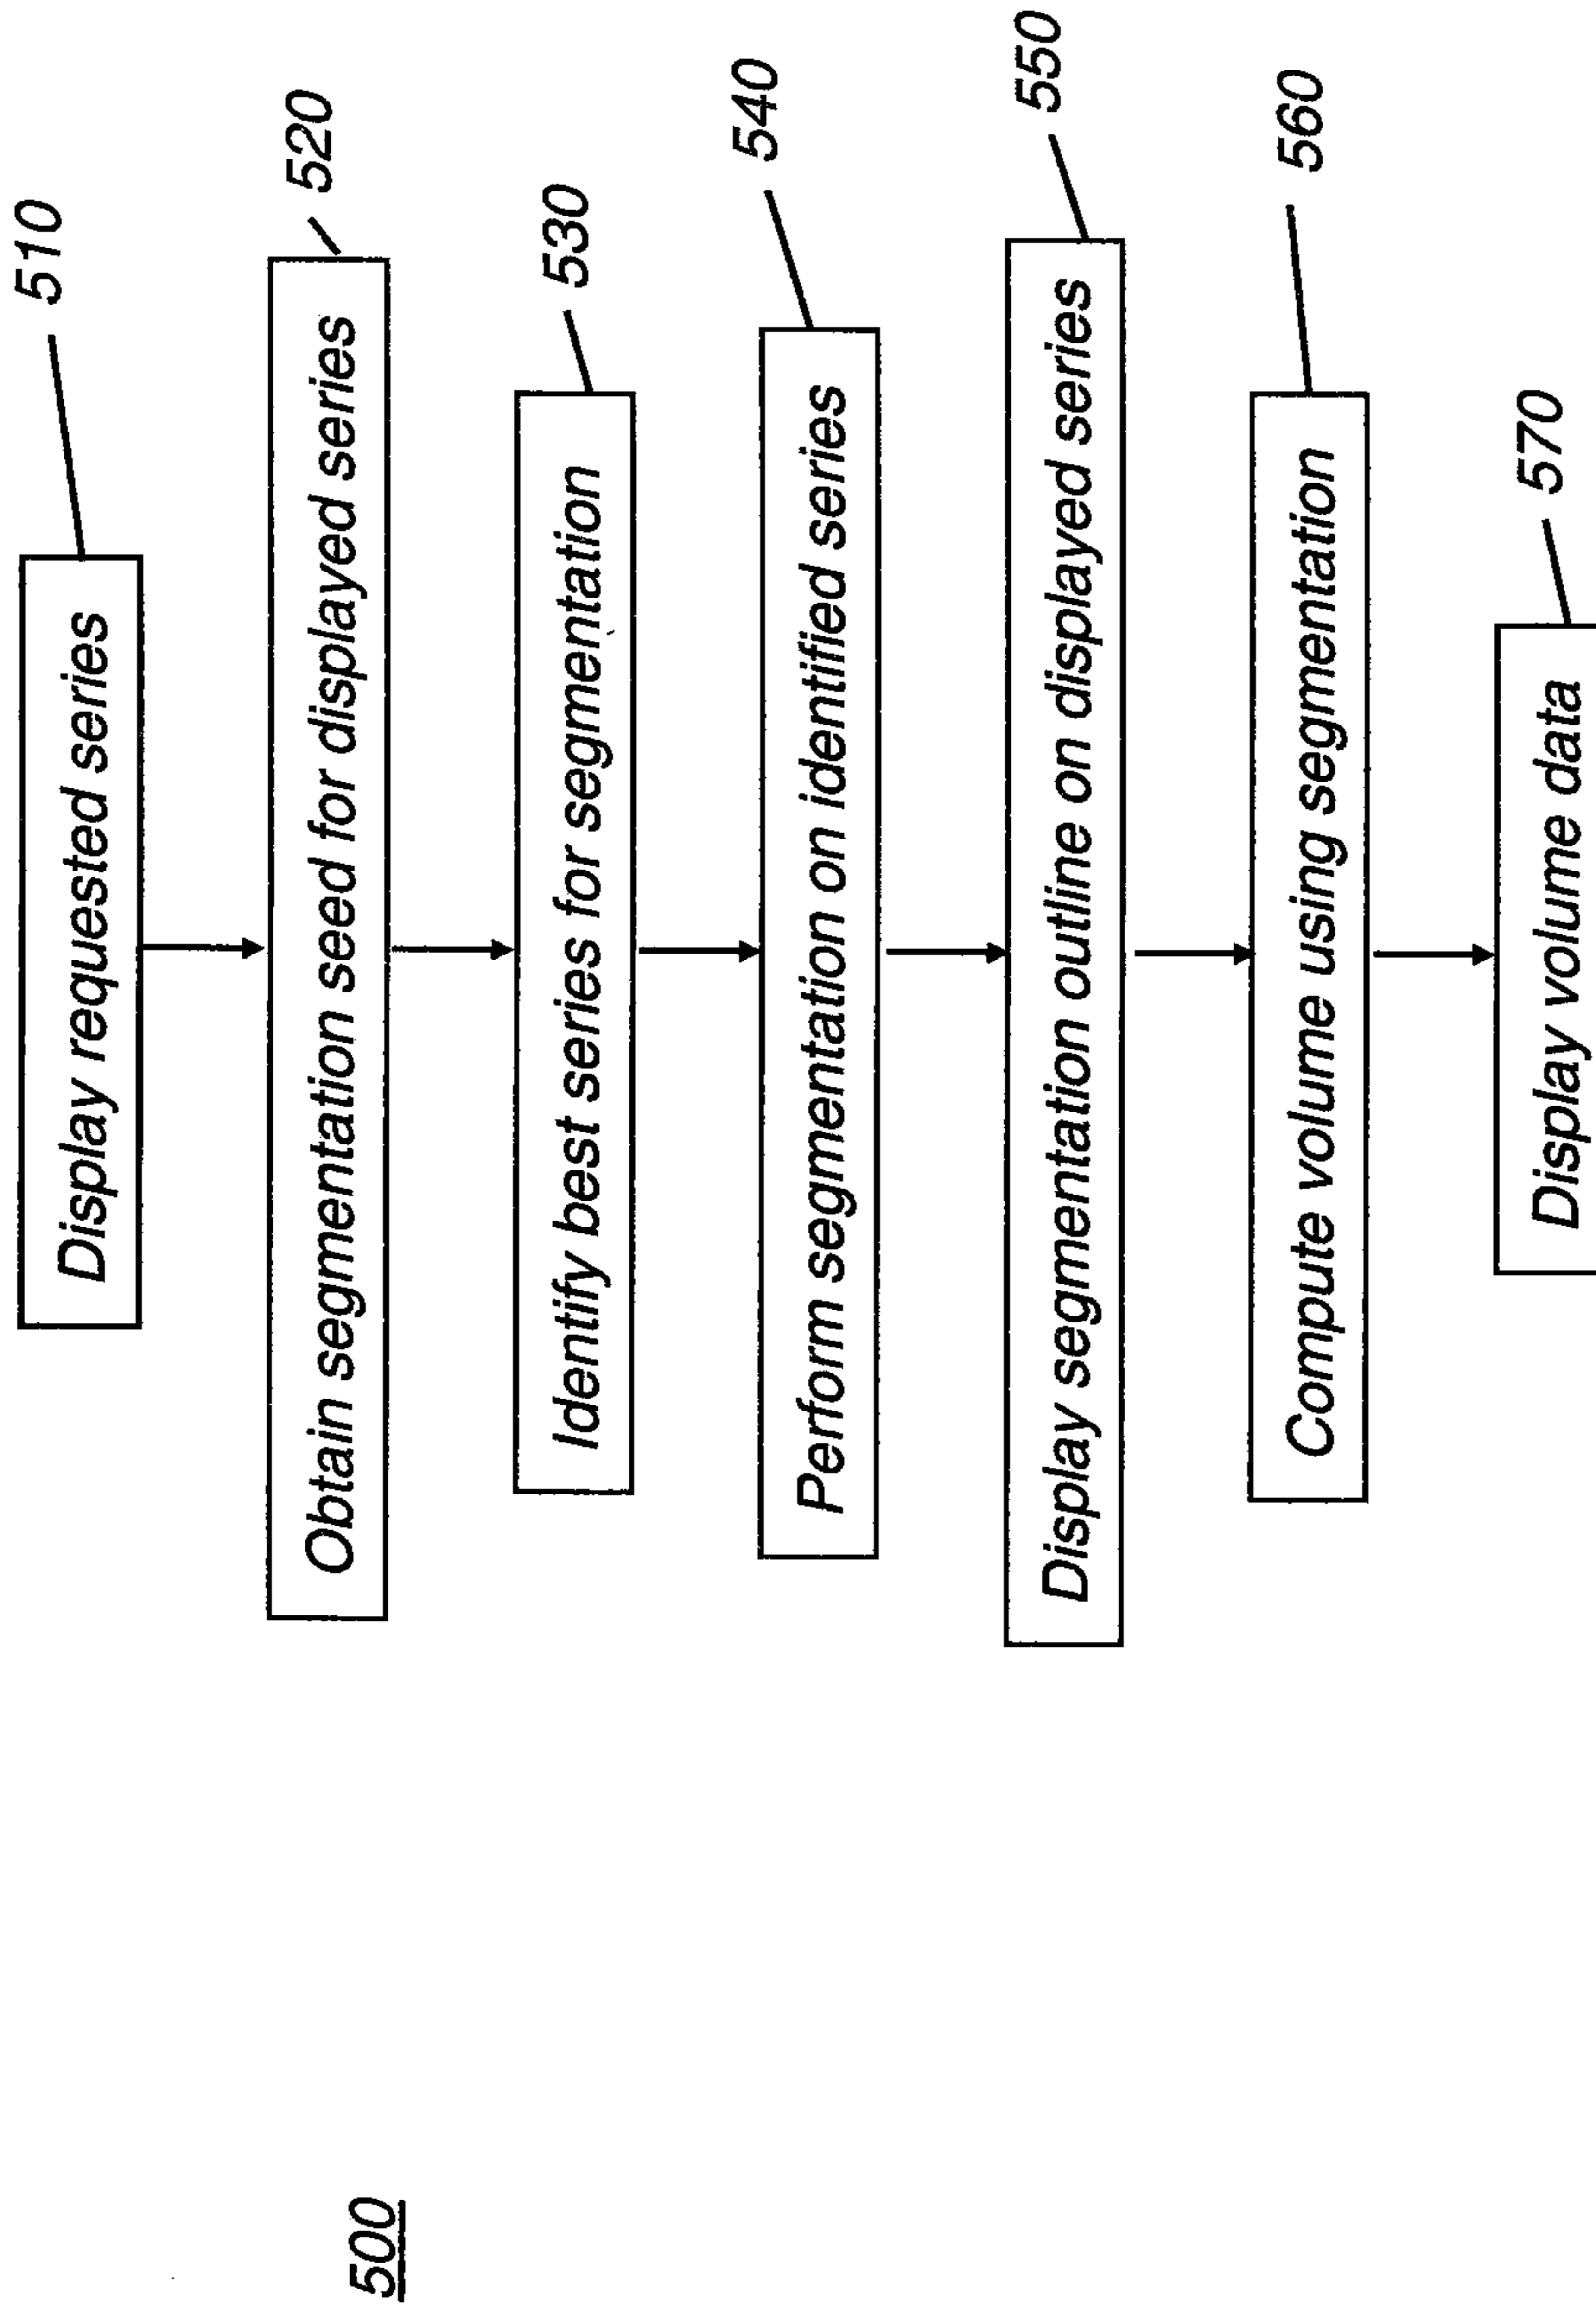 500
510
Display requested series
520
Obtain segmentation seed for displayed series
530
Identify best series for segmentation
540
Perform segmentation on identified series
550
Display segmentation outline on displayed series
560
Compute volume using segmentation
570
Display volume data